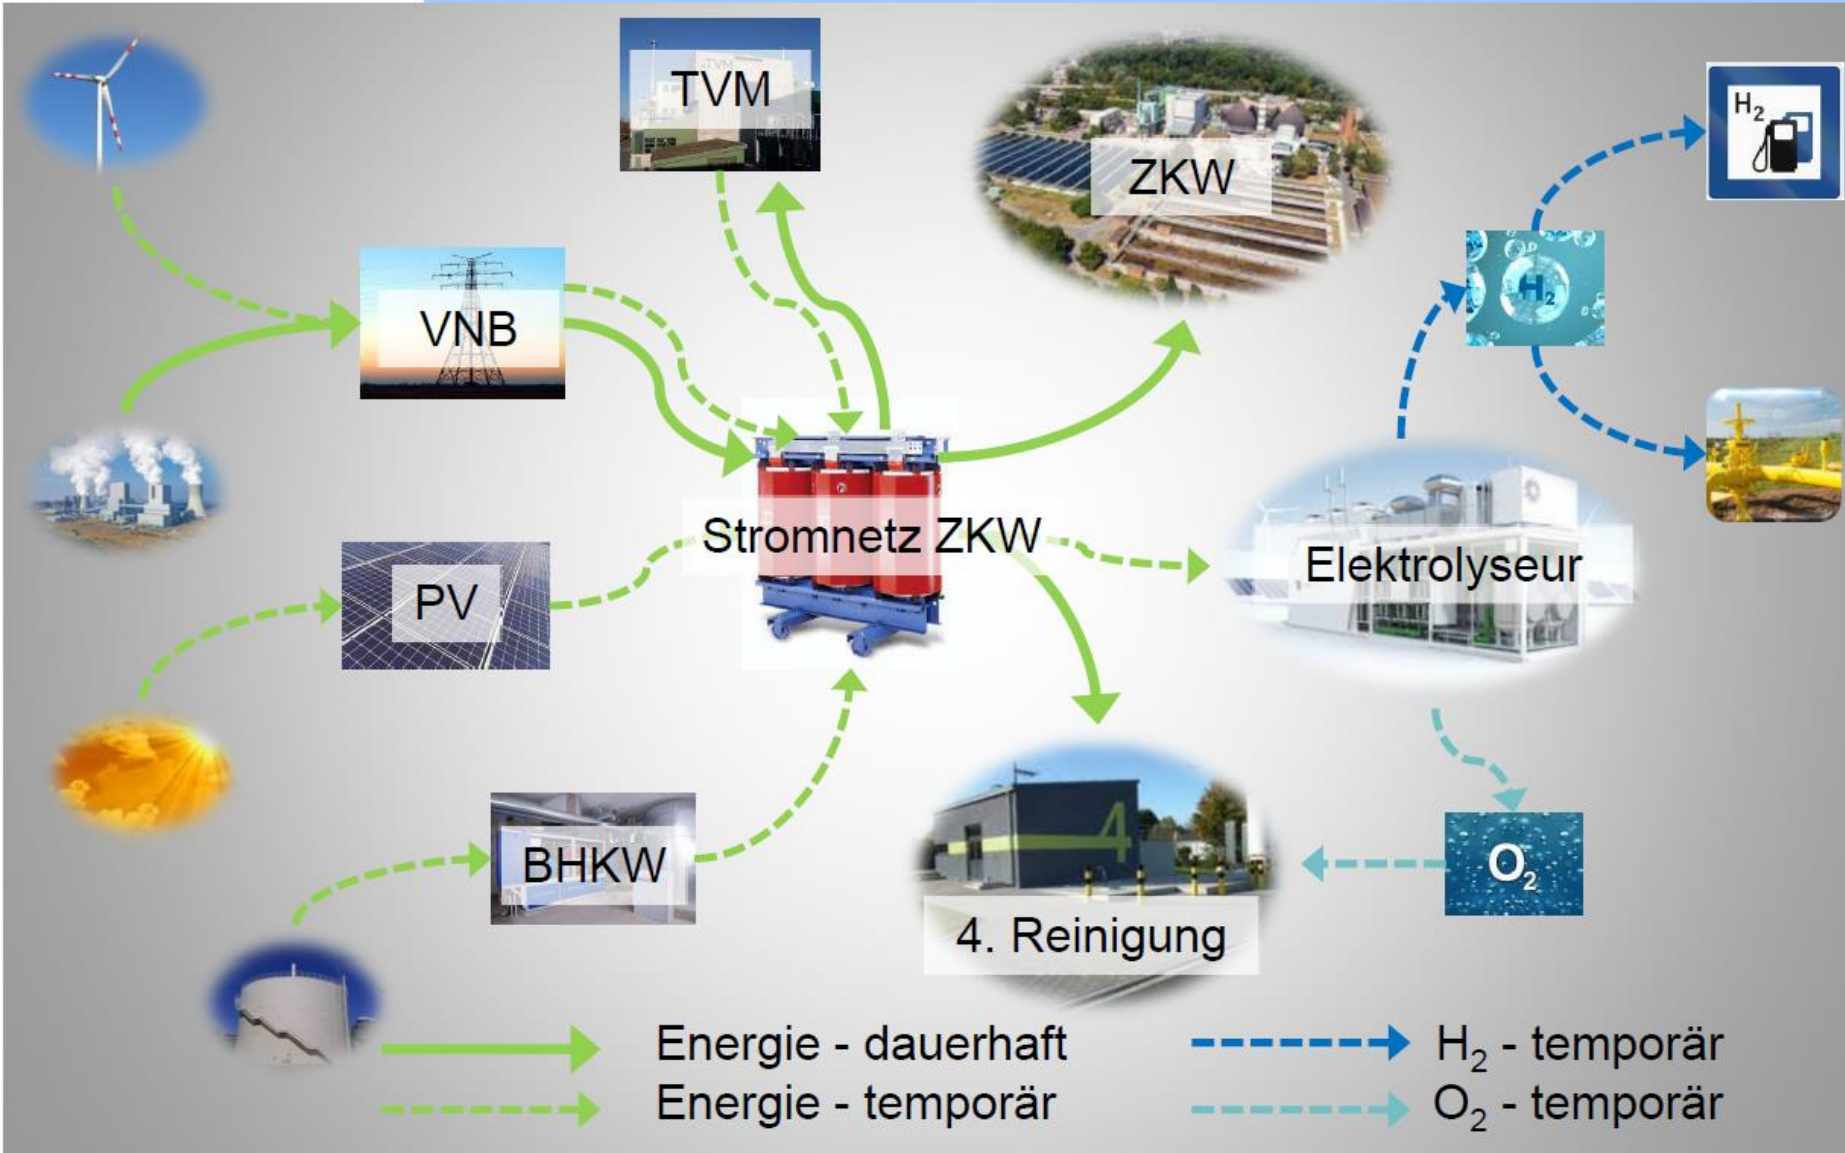 TVM
ZKW
H₂
VNB
H₂
Stromnetz ZKW
Elektrolyseur
PV
BHKW
4
O₂
4. Reinigung
Energie - dauerhaft
H₂ - temporär
Energie - temporär
O₂ - temporär